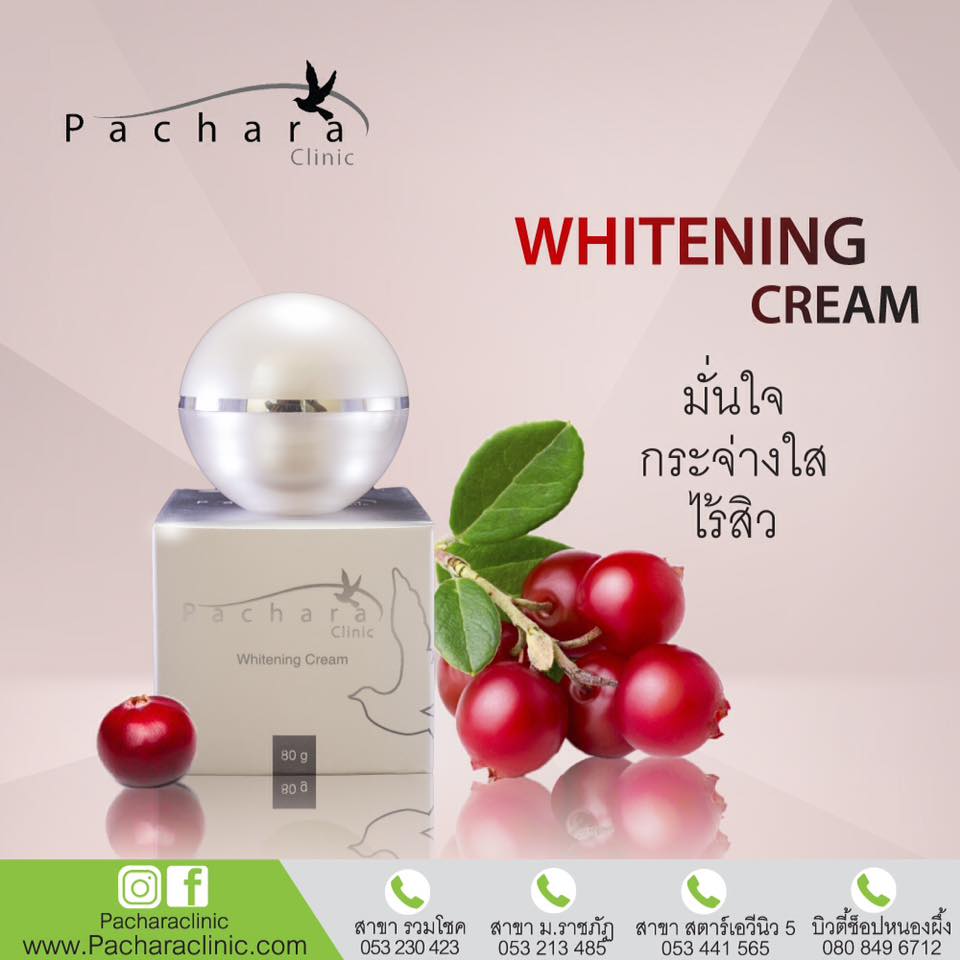 Pachara
Clinic
WHITENING
CREAM
มั่นใจ
กระจ่างใส
ไร้สิว
Pachara
Clinic
Whitening Cream
80 g
Pacharaclinic
www.Pacharaclinic.com
สาขา รวมโชค
053 230 423
สาขา ม.ราชภัฏ
053 213 485
สาขา สตาร์เอวีนิว 5
053 441 565
บิวตี้ช็อปหนองผึ้ง
080 849 6712